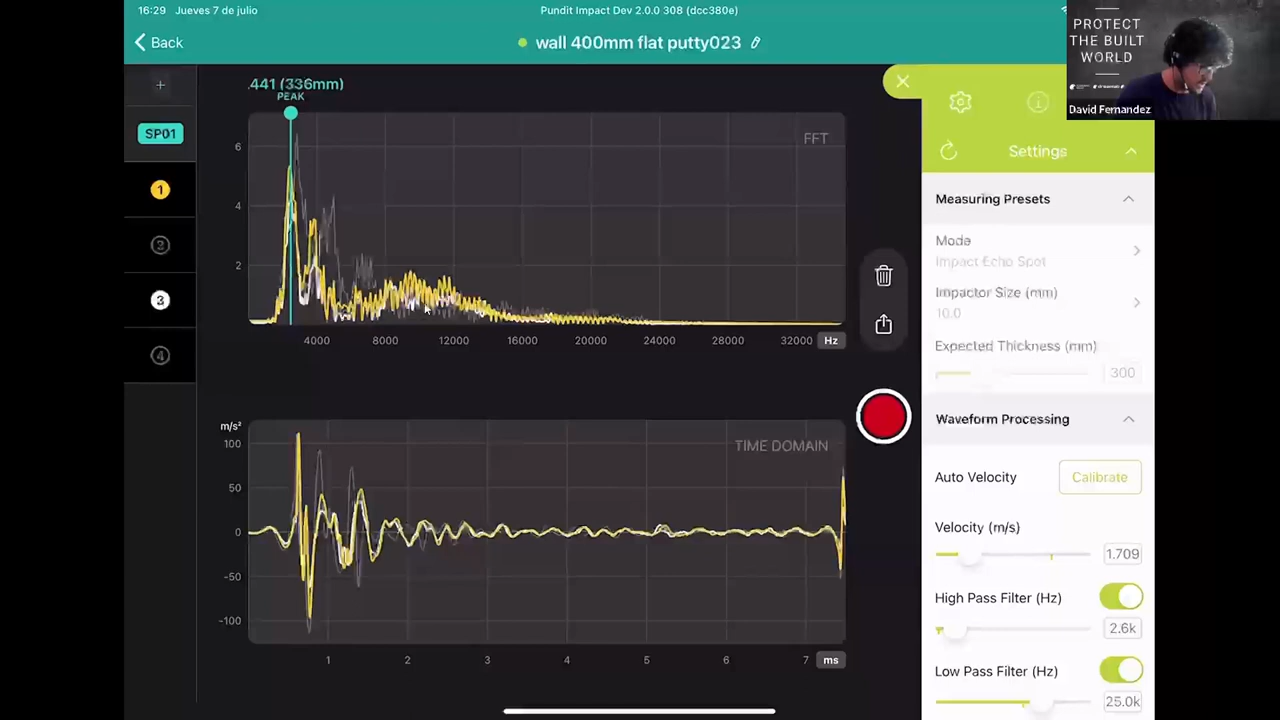 16:29 Jueves 7 de julio
Pundit Impact Dev 2.0.0 308 (dcc380e)
Back
wall 400mm flat putty023
PROTECT
THE BUILT
WORLD
David Fernandez
.441 (336mm)
PEAK
FFT
6
4
2
4000 8000 12000 16000 20000 24000 28000 32000 Hz
+
SP01
1
2
3
4
m/s²
TIME DOMAIN
100
50
0
-50
-100
1 2 3 4 5 6 7 ms
Settings
Measuring Presets
Mode
Impact Echo Spot
Impactor Size (mm)
10.0
Expected Thickness (mm)
300
Waveform Processing
Auto Velocity
Calibrate
Velocity (m/s)
1.709
High Pass Filter (Hz)
2.6k
Low Pass Filter (Hz)
25.0k